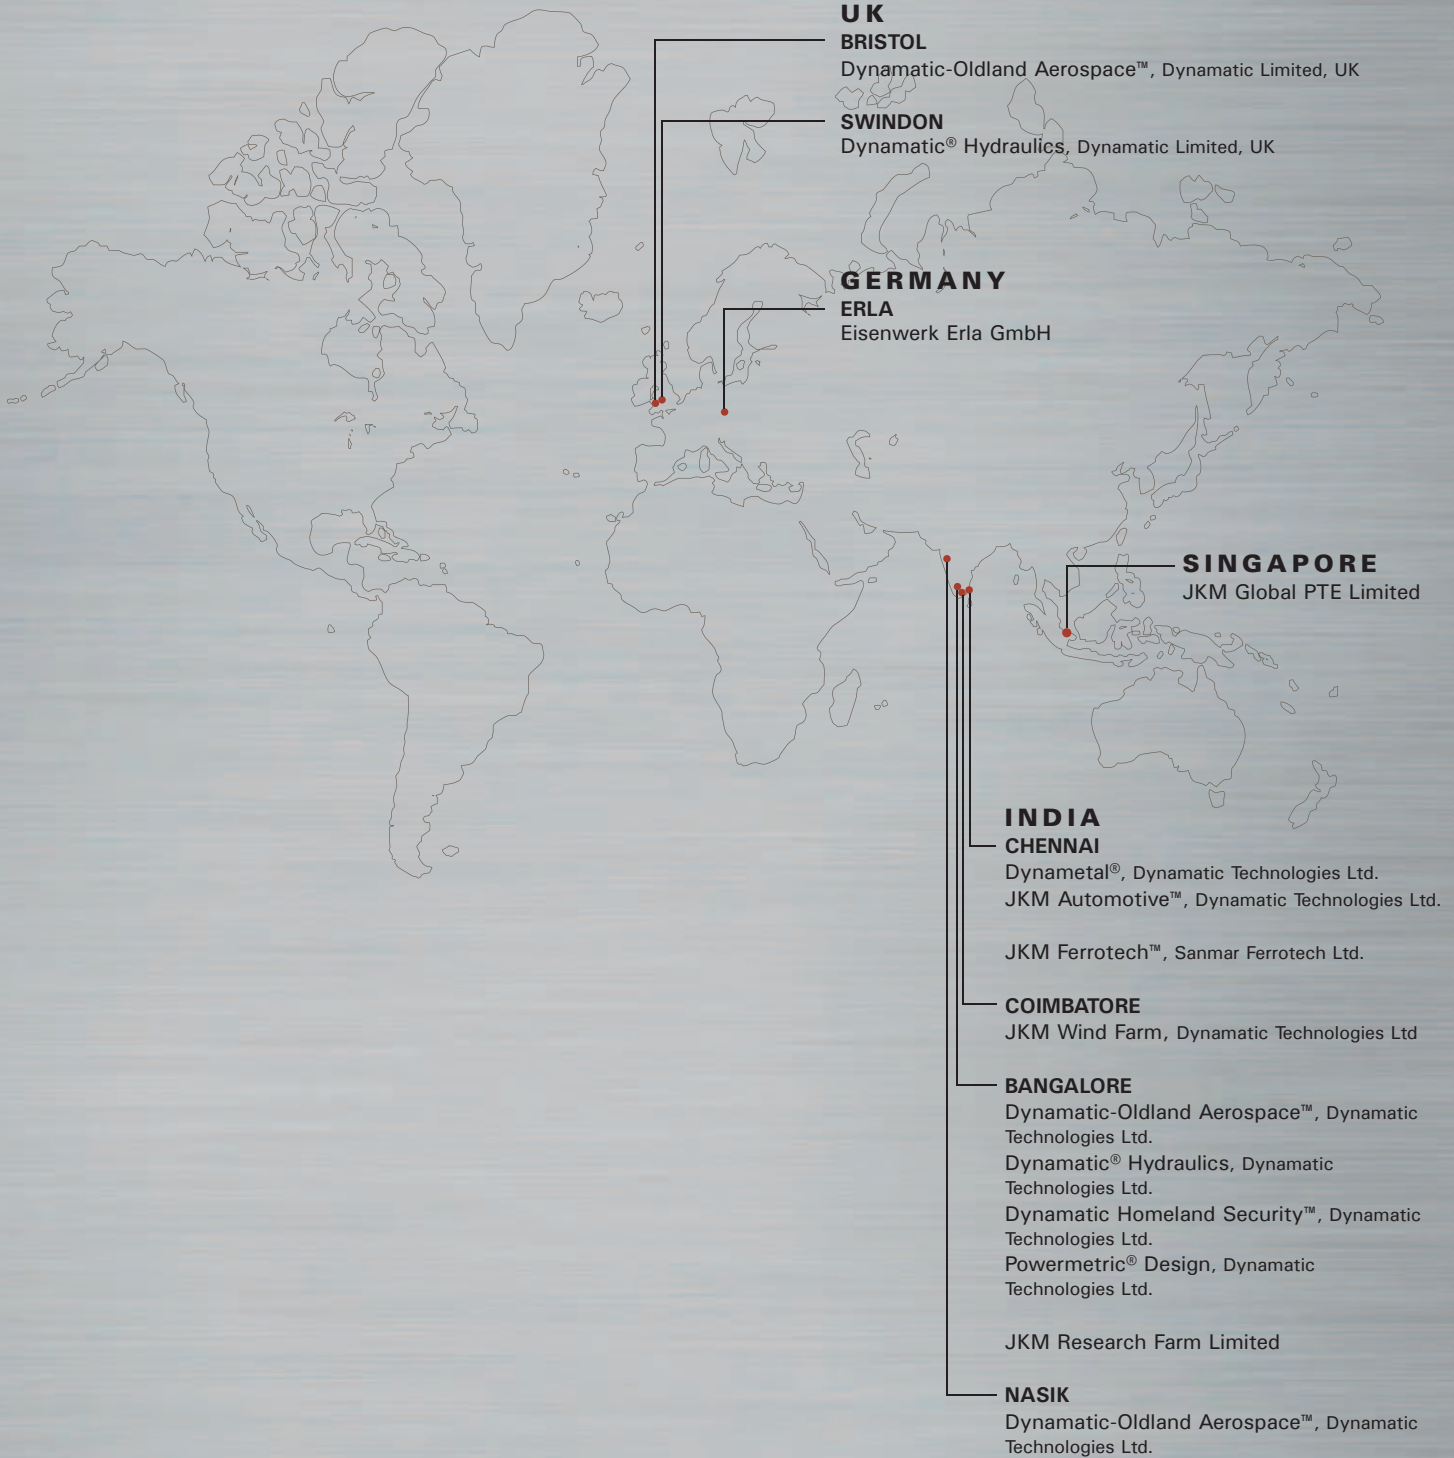 UK
BRISTOL
Dynamatic-Oldland Aerospace™, Dynamatic Limited, UK
SWINDON
Dynamatic® Hydraulics, Dynamatic Limited, UK
GERMANY
ERLA
Eisenwerk Erla GmbH
SINGAPORE
JKM Global PTE Limited
INDIA
CHENNAI
Dynametal®, Dynamatic Technologies Ltd.
JKM Automotive™, Dynamatic Technologies Ltd.
JKM Ferrotech™, Sanmar Ferrotech Ltd.
COIMBATORE
JKM Wind Farm, Dynamatic Technologies Ltd
BANGALORE
Dynamatic-Oldland Aerospace™, Dynamatic
Technologies Ltd.
Dynamatic® Hydraulics, Dynamatic
Technologies Ltd.
Dynamatic Homeland Security™, Dynamatic
Technologies Ltd.
Powermetric® Design, Dynamatic
Technologies Ltd.
JKM Research Farm Limited
NASIK
Dynamatic-Oldland Aerospace™, Dynamatic
Technologies Ltd.